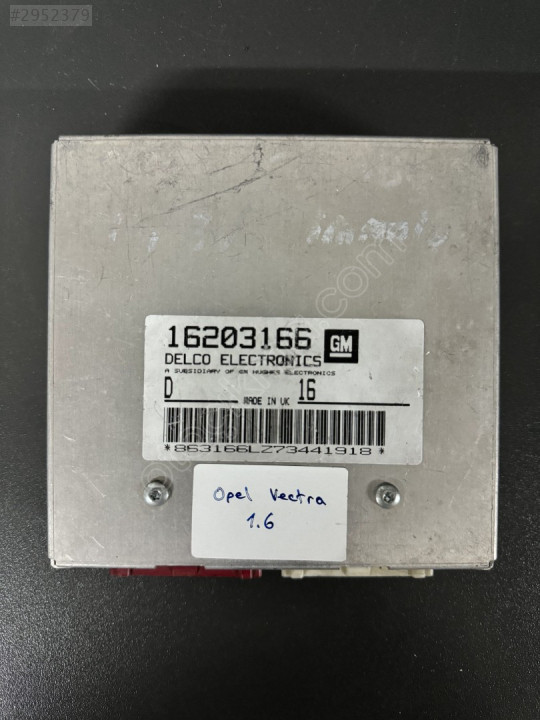 #2952379
16203166 GM
DELCO ELECTRONICS
A SUBSIDIARY OF GM HUGHES ELECTRONICS
D 16
MADE IN UK
*853166LZ73441918*
Opel Vectra
1.6